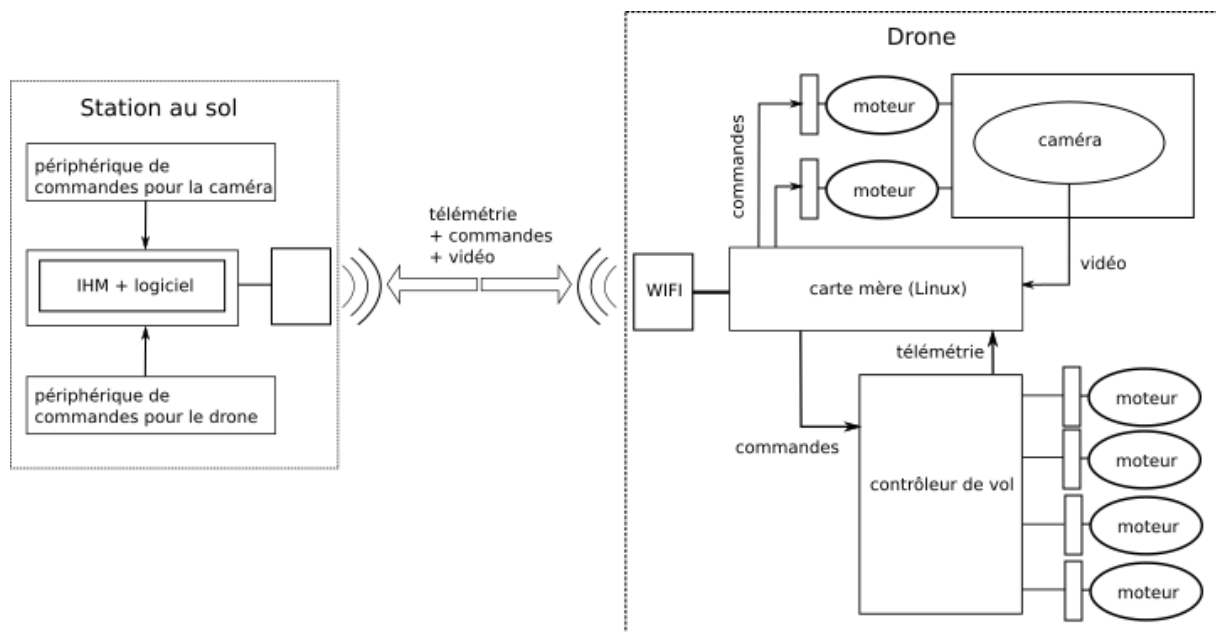 Station au sol
périphérique de
commandes pour la caméra
IHM + logiciel
périphérique de
commandes pour le drone
télémétrie
+ commandes
+ vidéo
Drone
commandes
moteur
moteur
caméra
vidéo
WIFI
carte mère (Linux)
télémétrie
commandes
contrôleur de vol
moteur
moteur
moteur
moteur